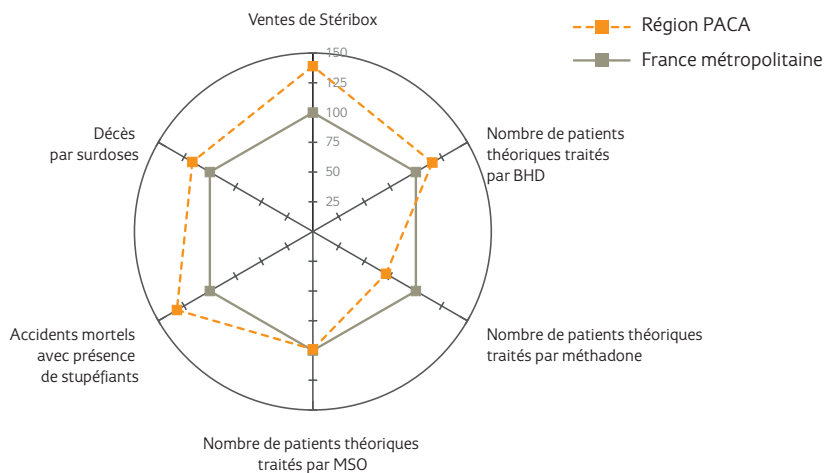 Ventes de Stéribox
Région PACA
France métropolitaine
150
125
100
75
50
25
Décès
par surdoses
Nombre de patients
théoriques traités
par BHD
Accidents mortels
avec présence
de stupéfiants
Nombre de patients théoriques
traités par méthadone
Nombre de patients théoriques
traités par MSO